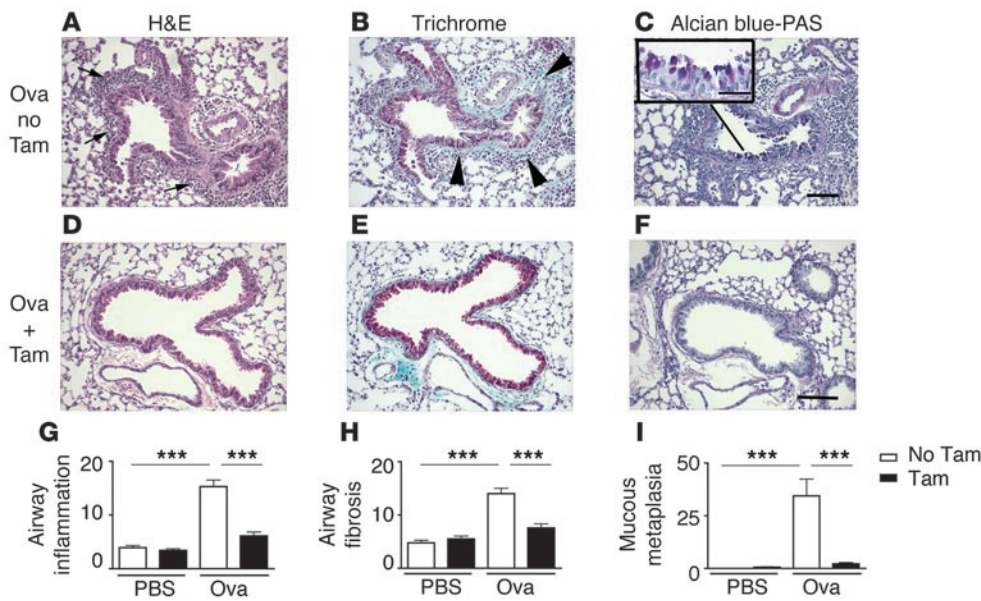 A H&E
B Trichrome
C Alcian blue-PAS
Ova
no
Tam
D
E
F
Ova
+
Tam
G
Airway
inflammation
20
10
0
***
***
PBS
Ova
H
Airway
fibrosis
20
10
0
***
***
PBS
Ova
I
Mucous
metaplasia
50
25
0
***
***
PBS
Ova
No Tam
Tam